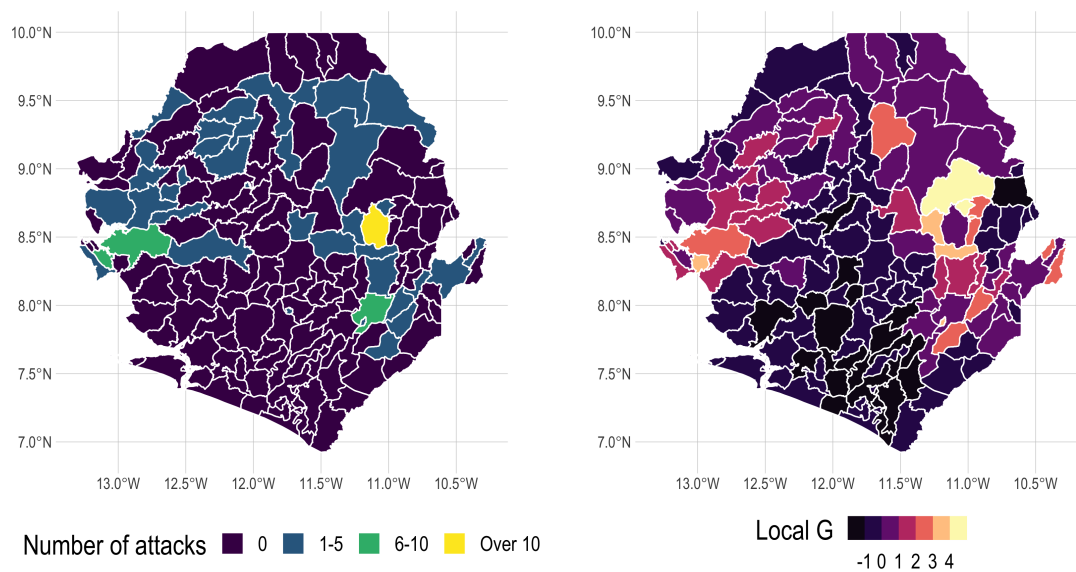 10.0°N
9.5°N
9.0°N
8.5°N
8.0°N
7.5°N
7.0°N
13.0°W 12.5°W 12.0°W 11.5°W 11.0°W 10.5°W
Number of attacks 0 1-5 6-10 Over 10
10.0°N
9.5°N
9.0°N
8.5°N
8.0°N
7.5°N
7.0°N
13.0°W 12.5°W 12.0°W 11.5°W 11.0°W 10.5°W
Local G
-1 0 1 2 3 4